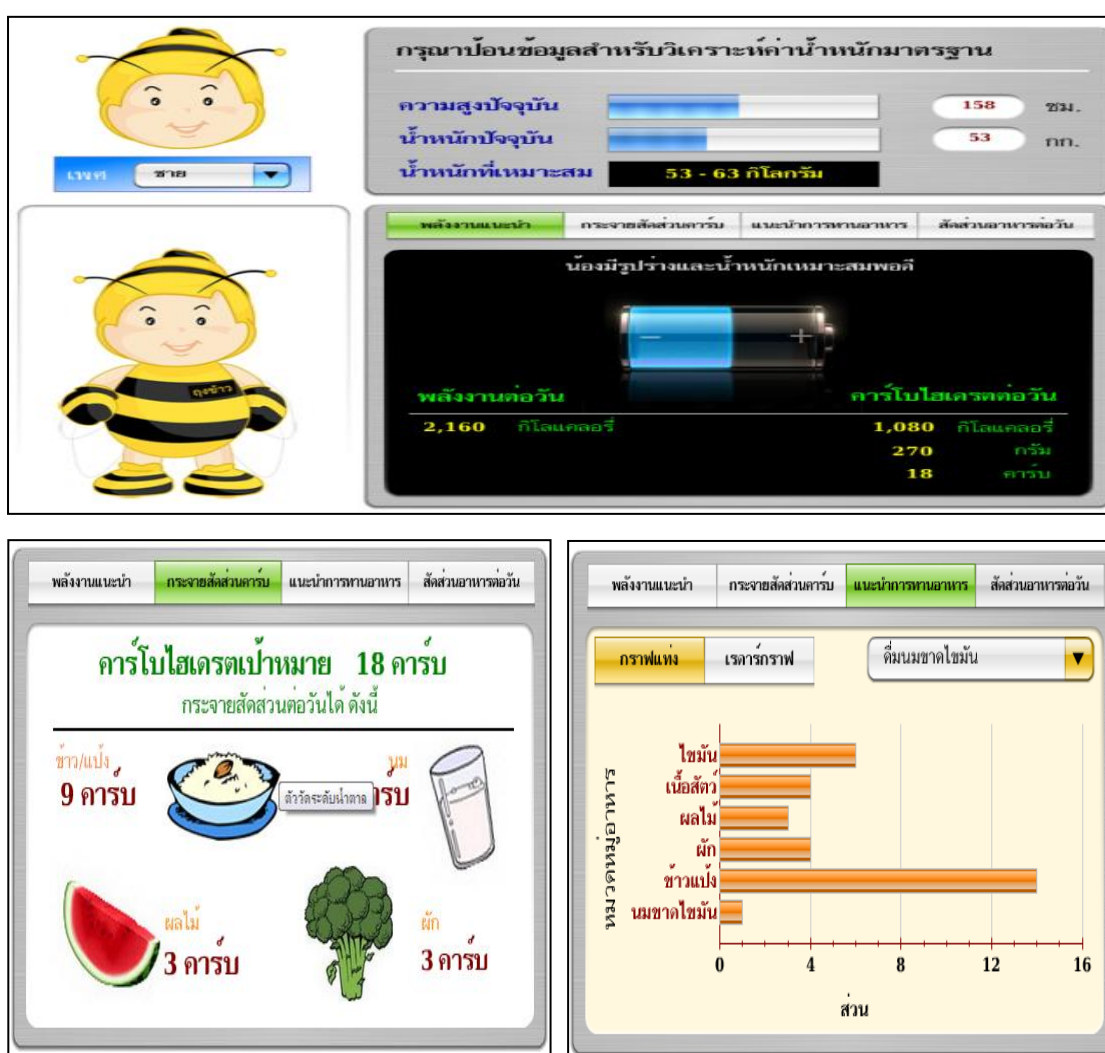 กรุณาป้อนข้อมูลสำหรับวิเคราะห์ค่าน้ำหนักมาตรฐาน
ความสูงปัจจุบัน 158 ซม.
น้ำหนักปัจจุบัน 53 กก.
น้ำหนักที่เหมาะสม 53 - 63 กิโลกรัม
เพศ ชาย
พลังงานแนะนำ กระจายสัดส่วนคาร์บ แนะนำการทานอาหาร สัดส่วนอาหารต่อวัน
น้องมีรูปร่างและน้ำหนักเหมาะสมพอดี
- +
ถุงข้าว
พลังงานต่อวัน คาร์โบไฮเดรตต่อวัน
2,160 กิโลแคลอรี่ 1,080 กิโลแคลอรี่
270 กรัม
18 คาร์บ
พลังงานแนะนำ กระจายสัดส่วนคาร์บ แนะนำการทานอาหาร สัดส่วนอาหารต่อวัน
คาร์โบไฮเดรตเป้าหมาย 18 คาร์บ
กระจายสัดส่วนต่อวันได้ ดังนี้
ข้าว/แป้ง นม
9 คาร์บ ตัววัดระดับน้ำตาล
ผลไม้ ผัก
3 คาร์บ 3 คาร์บ
พลังงานแนะนำ กระจายสัดส่วนคาร์บ แนะนำการทานอาหาร สัดส่วนอาหารต่อวัน
กราฟแท่ง เรดาร์กราฟ ดื่มนมขาดไขมัน
หมวดหมู่อาหาร
ไขมัน
เนื้อสัตว์
ผลไม้
ผัก
ข้าวแป้ง
นมขาดไขมัน
0 4 8 12 16
ส่วน